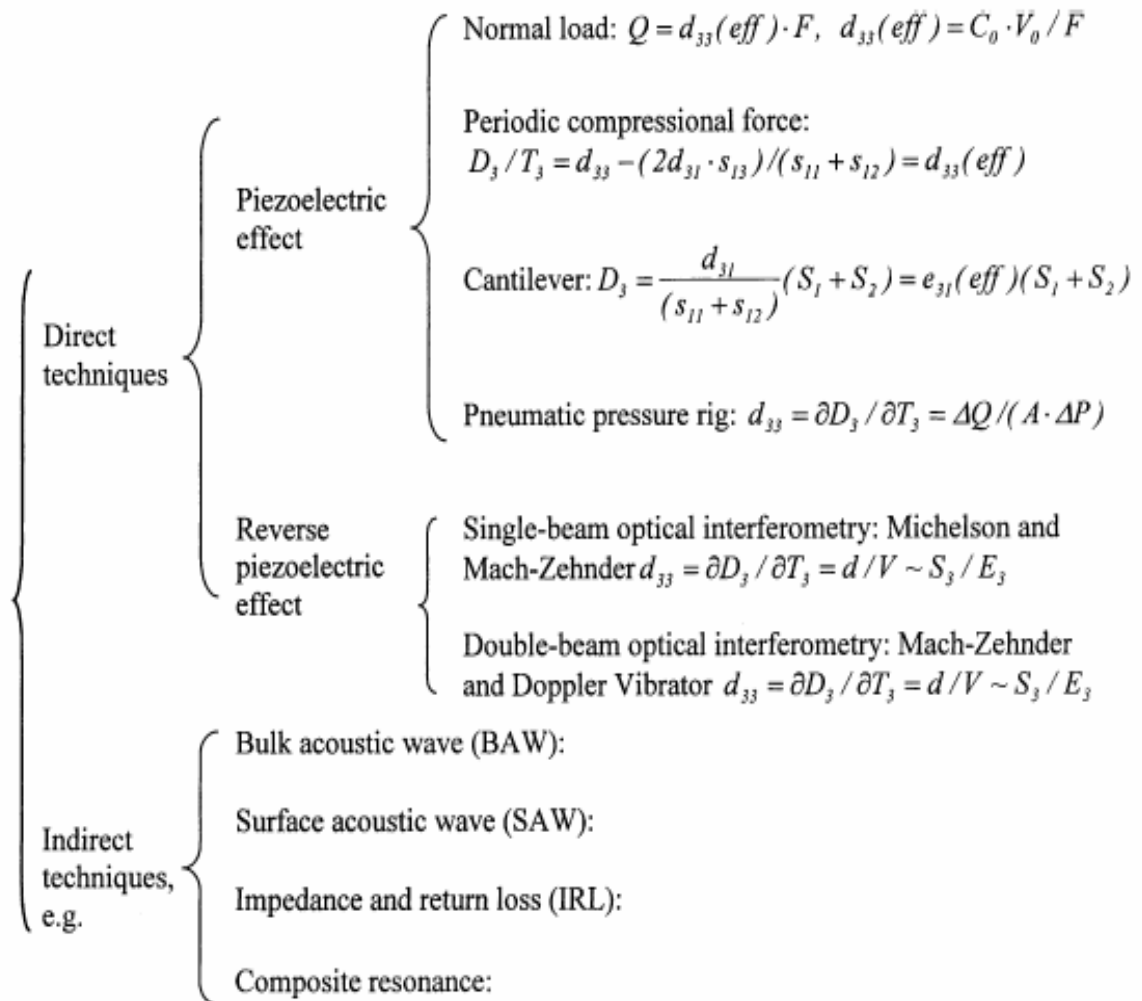 Normal load: Q = d₃₃(eff)·F, d₃₃(eff) = C₀·V₀/F
Periodic compressional force:
D₃/T₃ = d₃₃ −(2d₃₁·s₁₃)/(s₁₁+s₁₂) = d₃₃(eff)
Piezoelectric
effect
Cantilever: D₃ = d₃₁/(s₁₁+s₁₂) (S₁+S₂) = e₃₁(eff)(S₁+S₂)
Direct
techniques
Pneumatic pressure rig: d₃₃ = ∂D₃/∂T₃ = ΔQ/(A·ΔP)
Reverse
piezoelectric
effect
Single-beam optical interferometry: Michelson and
Mach-Zehnder d₃₃ = ∂D₃/∂T₃ = d/V ~ S₃/E₃
Double-beam optical interferometry: Mach-Zehnder
and Doppler Vibrator d₃₃ = ∂D₃/∂T₃ = d/V ~ S₃/E₃
Indirect
techniques,
e.g.
Bulk acoustic wave (BAW):
Surface acoustic wave (SAW):
Impedance and return loss (IRL):
Composite resonance: